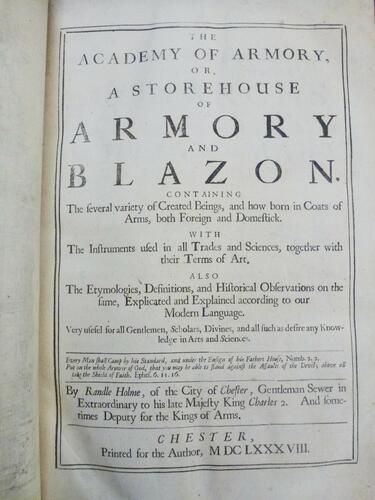 THE
ACADEMY OF ARMORY,
OR,
A STOREHOUSE
OF
ARMORY
AND
BLAZON.
CONTAINING
The ſeveral variety of Created Beings, and how born in Coats of
Arms, both Foreign and Domeſtick.
WITH
The Inſtruments uſed in all Trades and Sciences, together with
their Terms of Art.
ALSO
The Etymologies, Definitions, and Hiſtorical Obſervations on the
ſame, Explicated and Explained according to our
Modern Language.
Very uſeful for all Gentlemen, Scholars, Divines, and all ſuch as deſire any Know-
ledge in Arts and Sciences.
Every Man ſhall Camp by his Standard, and under the Enſign of his Fathers Houſe, Numb. 2. 2.
Put on the whole Armour of God, that you may be able to ſtand againſt the Aſſaults of the Devil, above all
take the Shield of Faith. Epheſ. 6. 11. 16.
By Randle Holme, of the City of Cheſter, Gentleman Sewer in
Extraordinary to his late Majeſty King Charles 2. And ſome-
times Deputy for the Kings of Arms.
CHESTER,
Printed for the Author, M DC LXXXVIII.